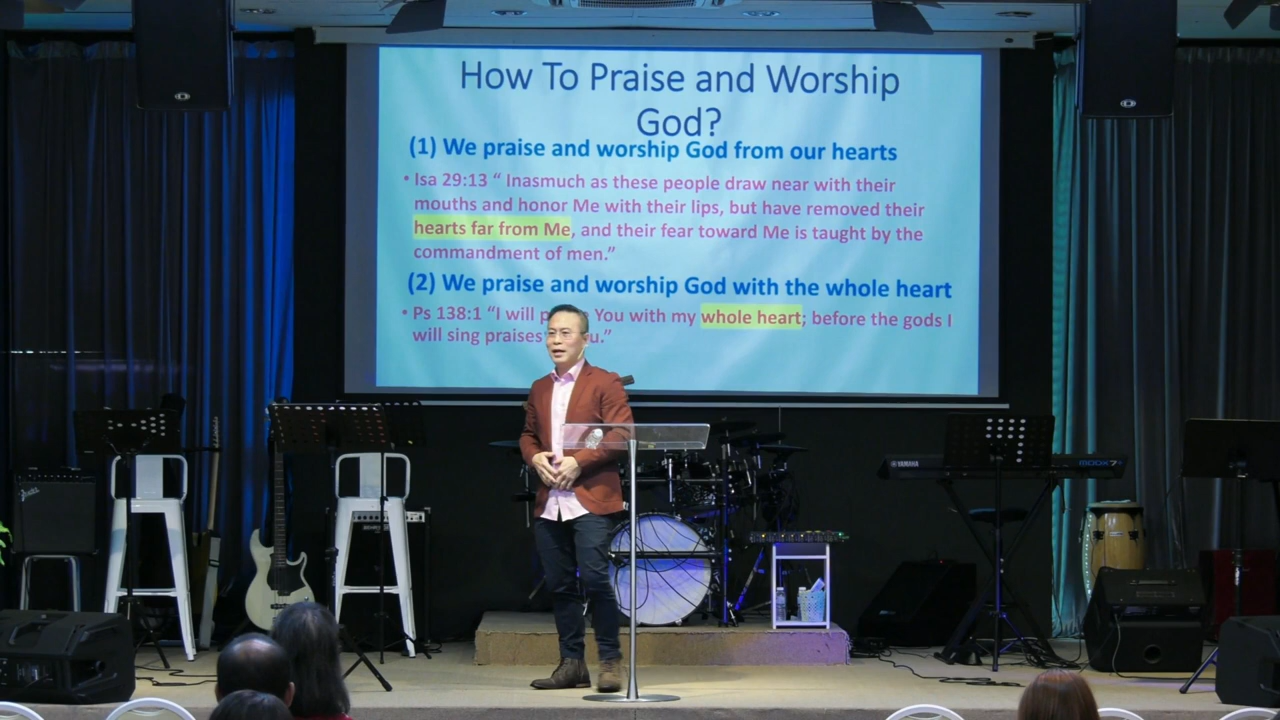 How To Praise and Worship
God?
(1) We praise and worship God from our hearts
• Isa 29:13 “ Inasmuch as these people draw near with their
mouths and honor Me with their lips, but have removed their
hearts far from Me, and their fear toward Me is taught by the
commandment of men.”
(2) We praise and worship God with the whole heart
• Ps 138:1 “I will You with my whole heart; before the gods I
will sing praises
YAMAHA
MODX7
Fender